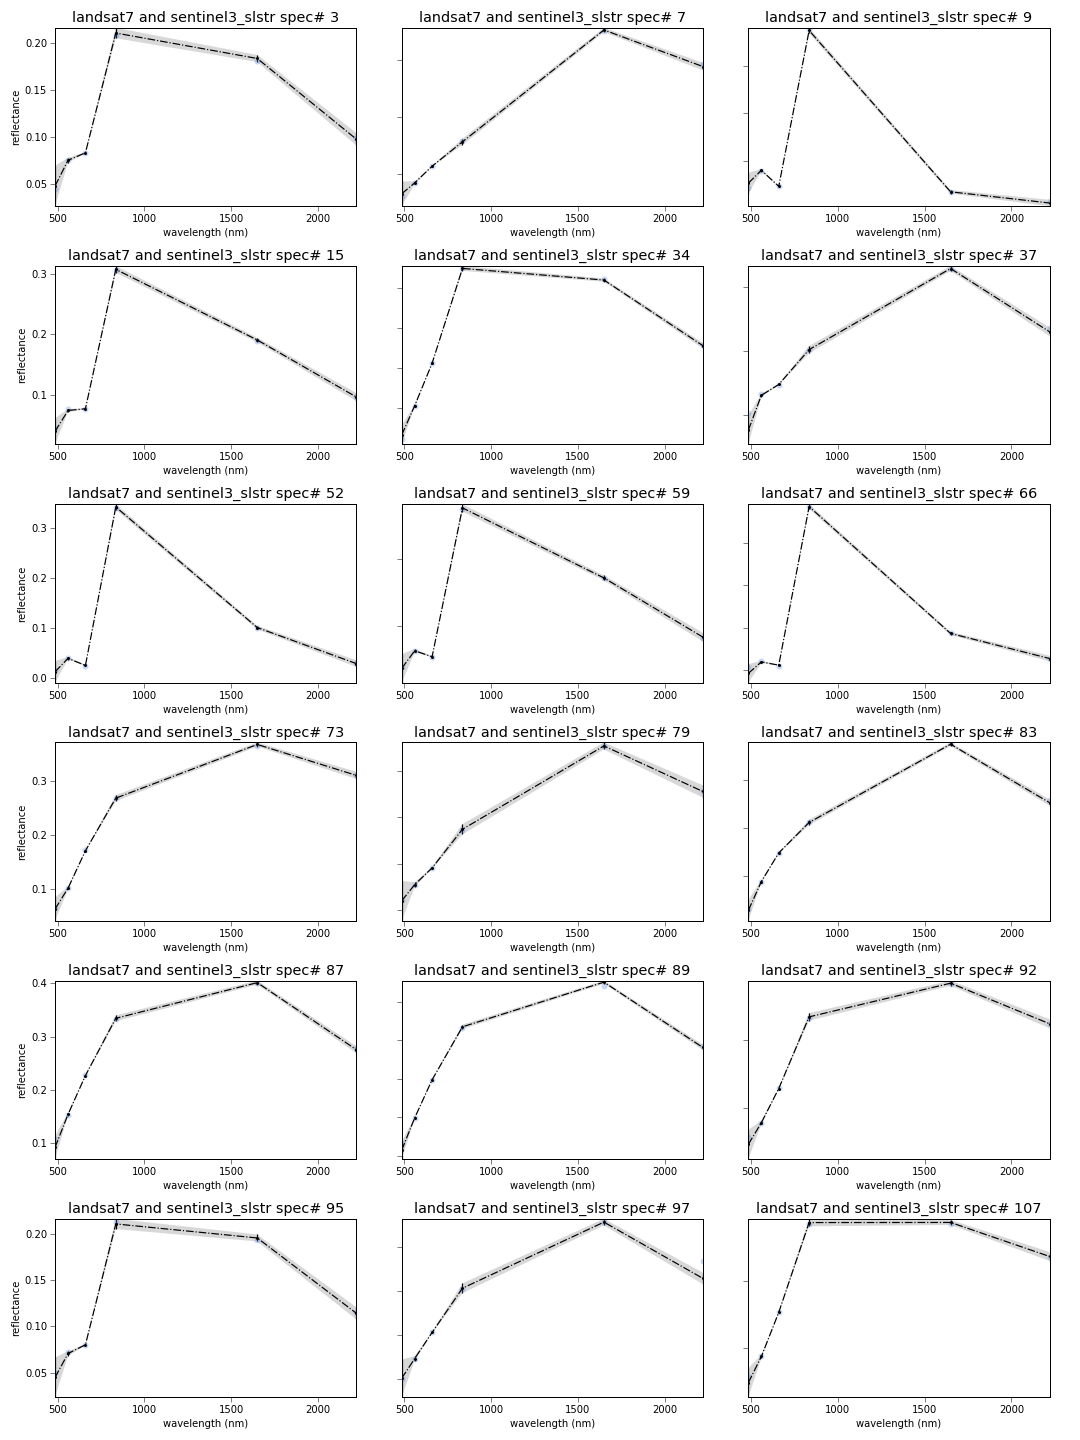 landsat7 and sentinel3_slstr spec# 3 landsat7 and sentinel3_slstr spec# 7 landsat7 and sentinel3_slstr spec# 9
0.20
0.15
0.10
0.05
reflectance
500 1000 1500 2000 500 1000 1500 2000 500 1000 1500 2000
wavelength (nm) wavelength (nm) wavelength (nm)
landsat7 and sentinel3_slstr spec# 15 landsat7 and sentinel3_slstr spec# 34 landsat7 and sentinel3_slstr spec# 37
0.3
0.2
0.1
reflectance
500 1000 1500 2000 500 1000 1500 2000 500 1000 1500 2000
wavelength (nm) wavelength (nm) wavelength (nm)
landsat7 and sentinel3_slstr spec# 52 landsat7 and sentinel3_slstr spec# 59 landsat7 and sentinel3_slstr spec# 66
0.3
0.2
0.1
0.0
reflectance
500 1000 1500 2000 500 1000 1500 2000 500 1000 1500 2000
wavelength (nm) wavelength (nm) wavelength (nm)
landsat7 and sentinel3_slstr spec# 73 landsat7 and sentinel3_slstr spec# 79 landsat7 and sentinel3_slstr spec# 83
0.3
0.2
0.1
reflectance
500 1000 1500 2000 500 1000 1500 2000 500 1000 1500 2000
wavelength (nm) wavelength (nm) wavelength (nm)
landsat7 and sentinel3_slstr spec# 87 landsat7 and sentinel3_slstr spec# 89 landsat7 and sentinel3_slstr spec# 92
0.4
0.3
0.2
0.1
reflectance
500 1000 1500 2000 500 1000 1500 2000 500 1000 1500 2000
wavelength (nm) wavelength (nm) wavelength (nm)
landsat7 and sentinel3_slstr spec# 95 landsat7 and sentinel3_slstr spec# 97 landsat7 and sentinel3_slstr spec# 107
0.20
0.15
0.10
0.05
reflectance
500 1000 1500 2000 500 1000 1500 2000 500 1000 1500 2000
wavelength (nm) wavelength (nm) wavelength (nm)